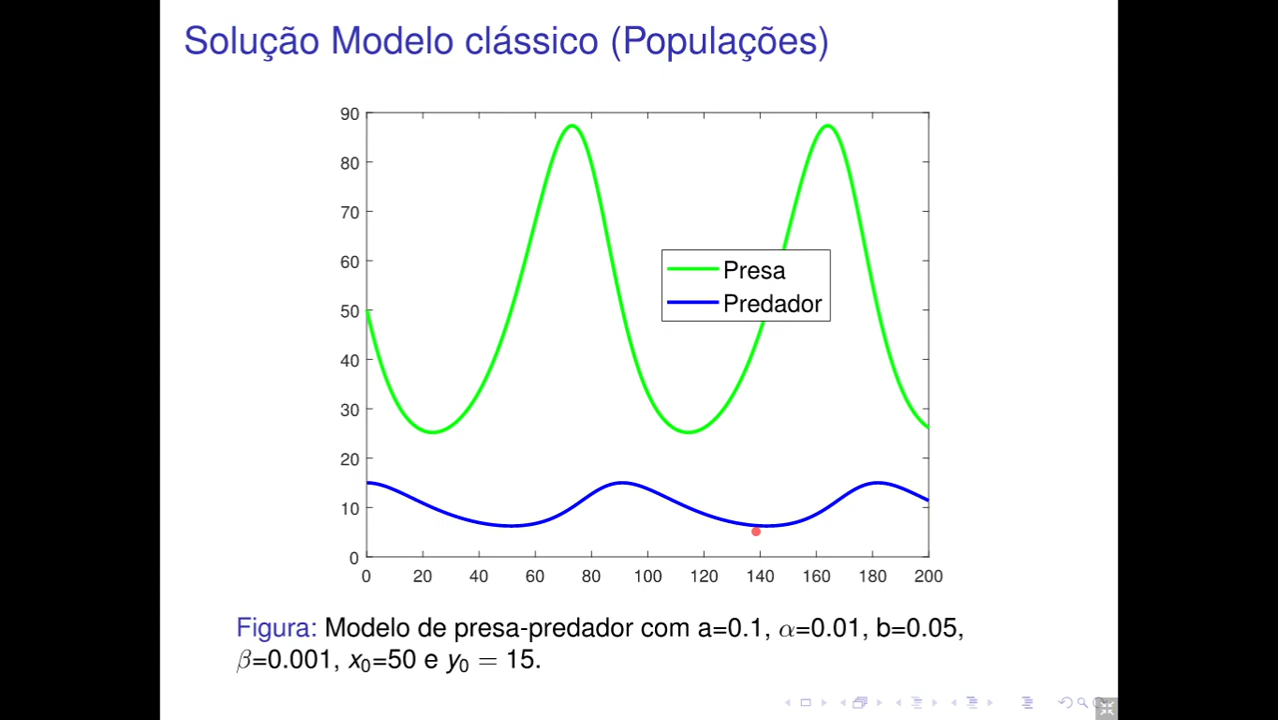 Solução Modelo clássico (Populações)
90
80
70
60
50
40
30
20
10
0
0 20 40 60 80 100 120 140 160 180 200
Presa
Predador
Figura: Modelo de presa-predador com a=0.1, α=0.01, b=0.05,
β=0.001, x₀=50 e y₀ = 15.